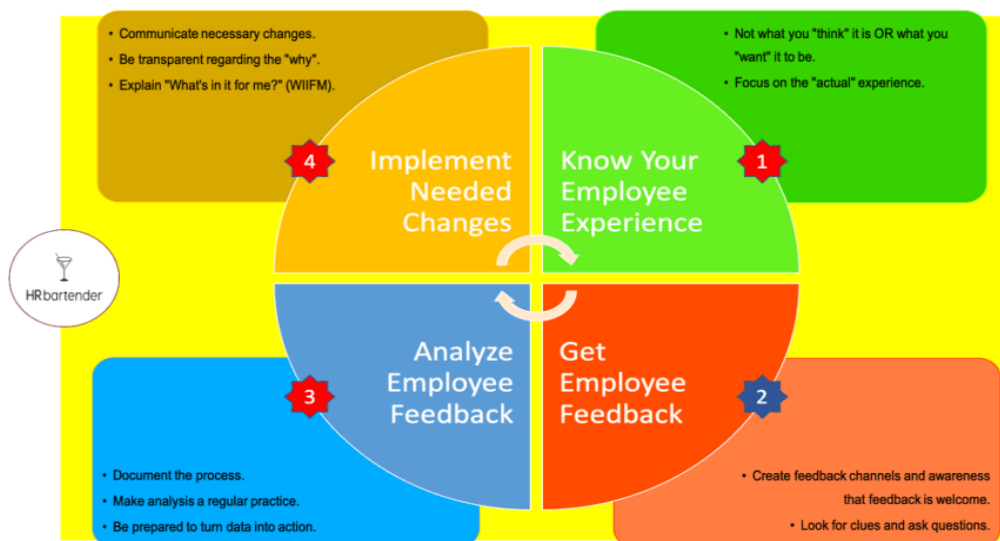 • Communicate necessary changes.
• Be transparent regarding the "why".
• Explain "What's in it for me?" (WIIFM).
• Not what you "think" it is OR what you
"want" it to be.
• Focus on the "actual" experience.
4
Implement
Needed
Changes
Know Your
Employee
Experience
1
HRbartender
Analyze
Employee
Feedback
3
Get
Employee
Feedback
2
• Document the process.
• Make analysis a regular practice.
• Be prepared to turn data into action.
• Create feedback channels and awareness
that feedback is welcome.
• Look for clues and ask questions.